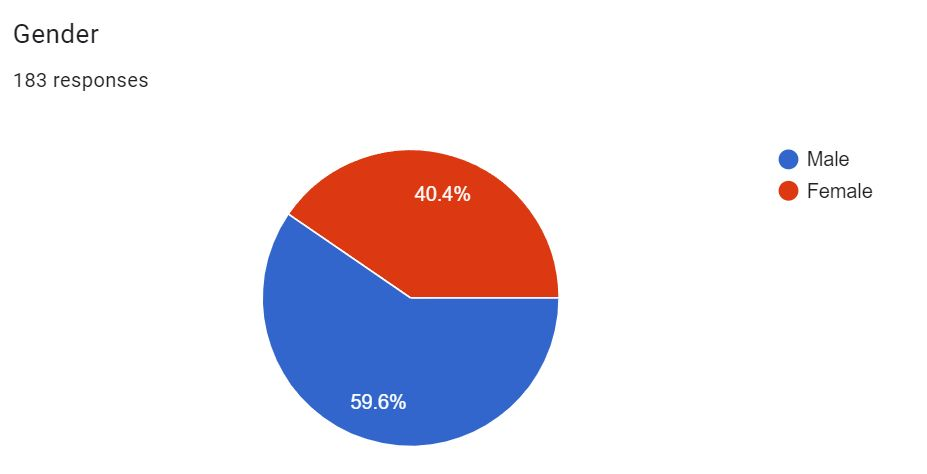 Gender
183 responses
Male
Female
40.4%
59.6%